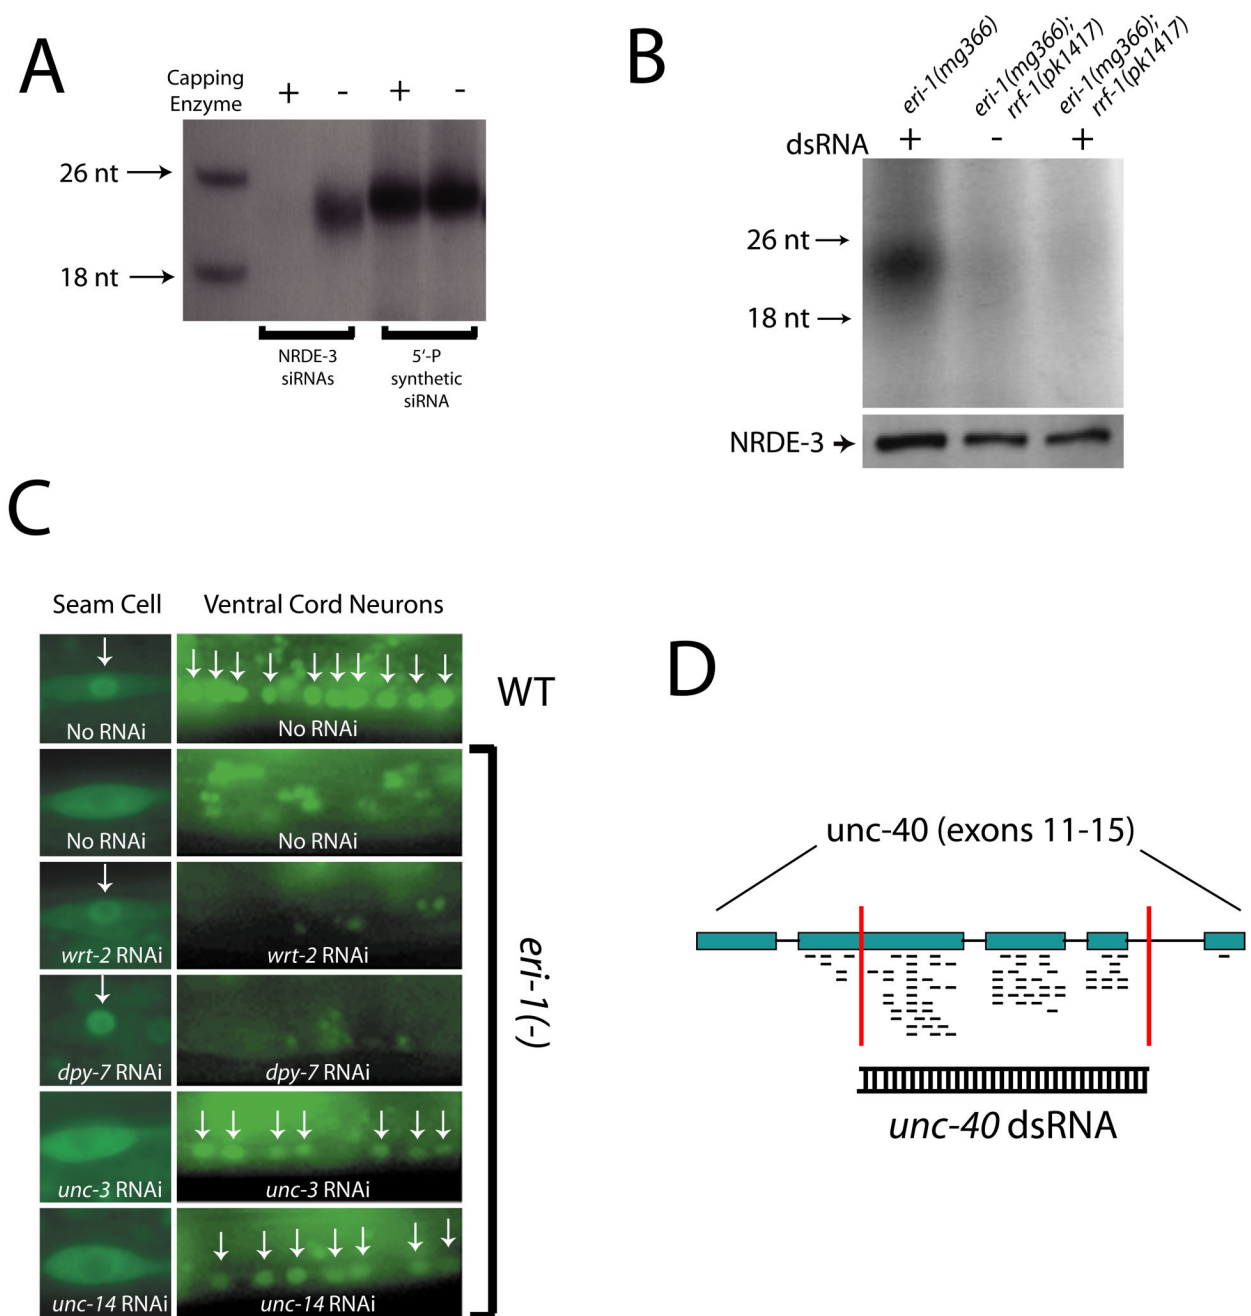 A
Capping
Enzyme
+ - + -
26 nt
18 nt
NRDE-3
siRNAs
5'-P
synthetic
siRNA
B
eri-1(mg366)
eri-1(mg366);
rrf-1(pk1417)
eri-1(mg366);
rrf-1(pk1417)
dsRNA + - +
26 nt
18 nt
NRDE-3
C
Seam Cell Ventral Cord Neurons
No RNAi No RNAi
WT
No RNAi No RNAi
wrt-2 RNAi wrt-2 RNAi
dpy-7 RNAi dpy-7 RNAi
unc-3 RNAi unc-3 RNAi
unc-14 RNAi unc-14 RNAi
eri-1(-)
D
unc-40 (exons 11-15)
unc-40 dsRNA